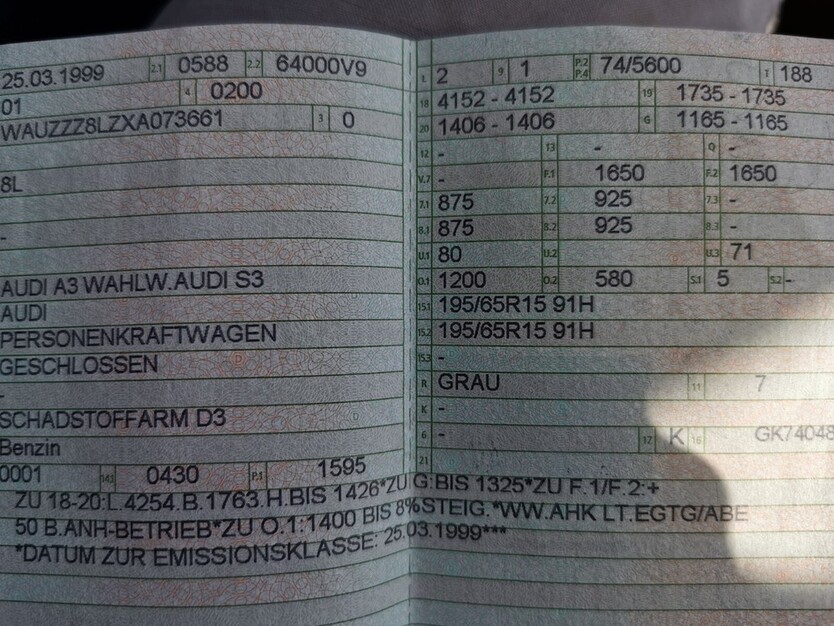 25.03.1999 2.1 0588 2.2 64000V9
01 4 0200
WAUZZZ8LZXA073661 3 0
8L
-
AUDI A3 WAHLW.AUDI S3
AUDI
PERSONENKRAFTWAGEN
GESCHLOSSEN
-
SCHADSTOFFARM D3
Benzin
0001 14.1 0430 P.1 1595
L 2 9 1 P.2 P.4 74/5600 T 188
18 4152 - 4152 19 1735 - 1735
20 1406 - 1406 G 1165 - 1165
12 - 13 - Q -
V.7 - F.1 1650 F.2 1650
7.1 875 7.2 925 7.3 -
8.1 875 8.2 925 8.3 -
U.1 80 U.2 U.3 71
O.1 1200 O.2 580 S.1 5 S.2 -
15.1 195/65R15 91H
15.2 195/65R15 91H
15.3 -
R GRAU 11 7
K -
6 - 17 K 16 GK74048
21
ZU 18-20:L.4254.B.1763.H.BIS 1426*ZU G:BIS 1325*ZU F.1/F.2:+
50 B.ANH-BETRIEB*ZU O.1:1400 BIS 8%STEIG.*WW.AHK LT.EGTG/ABE
*DATUM ZUR EMISSIONSKLASSE: 25.03.1999***